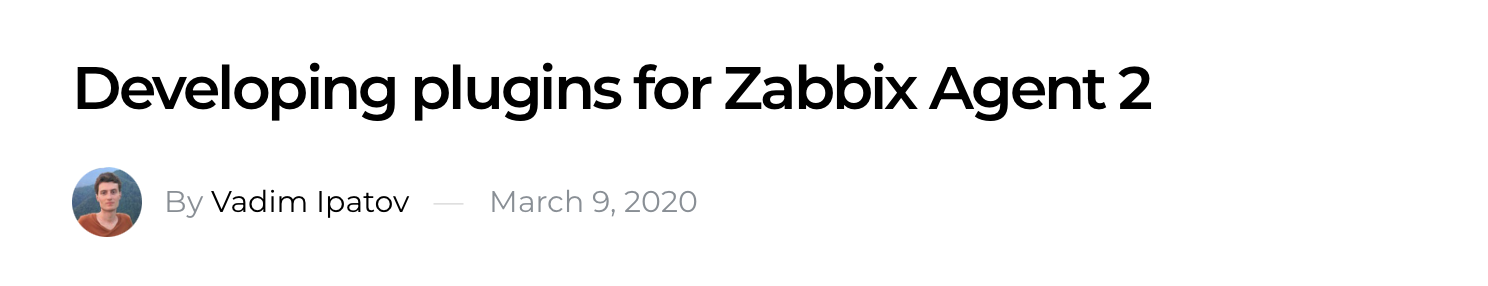 Developing plugins for Zabbix Agent 2
By Vadim Ipatov — March 9, 2020